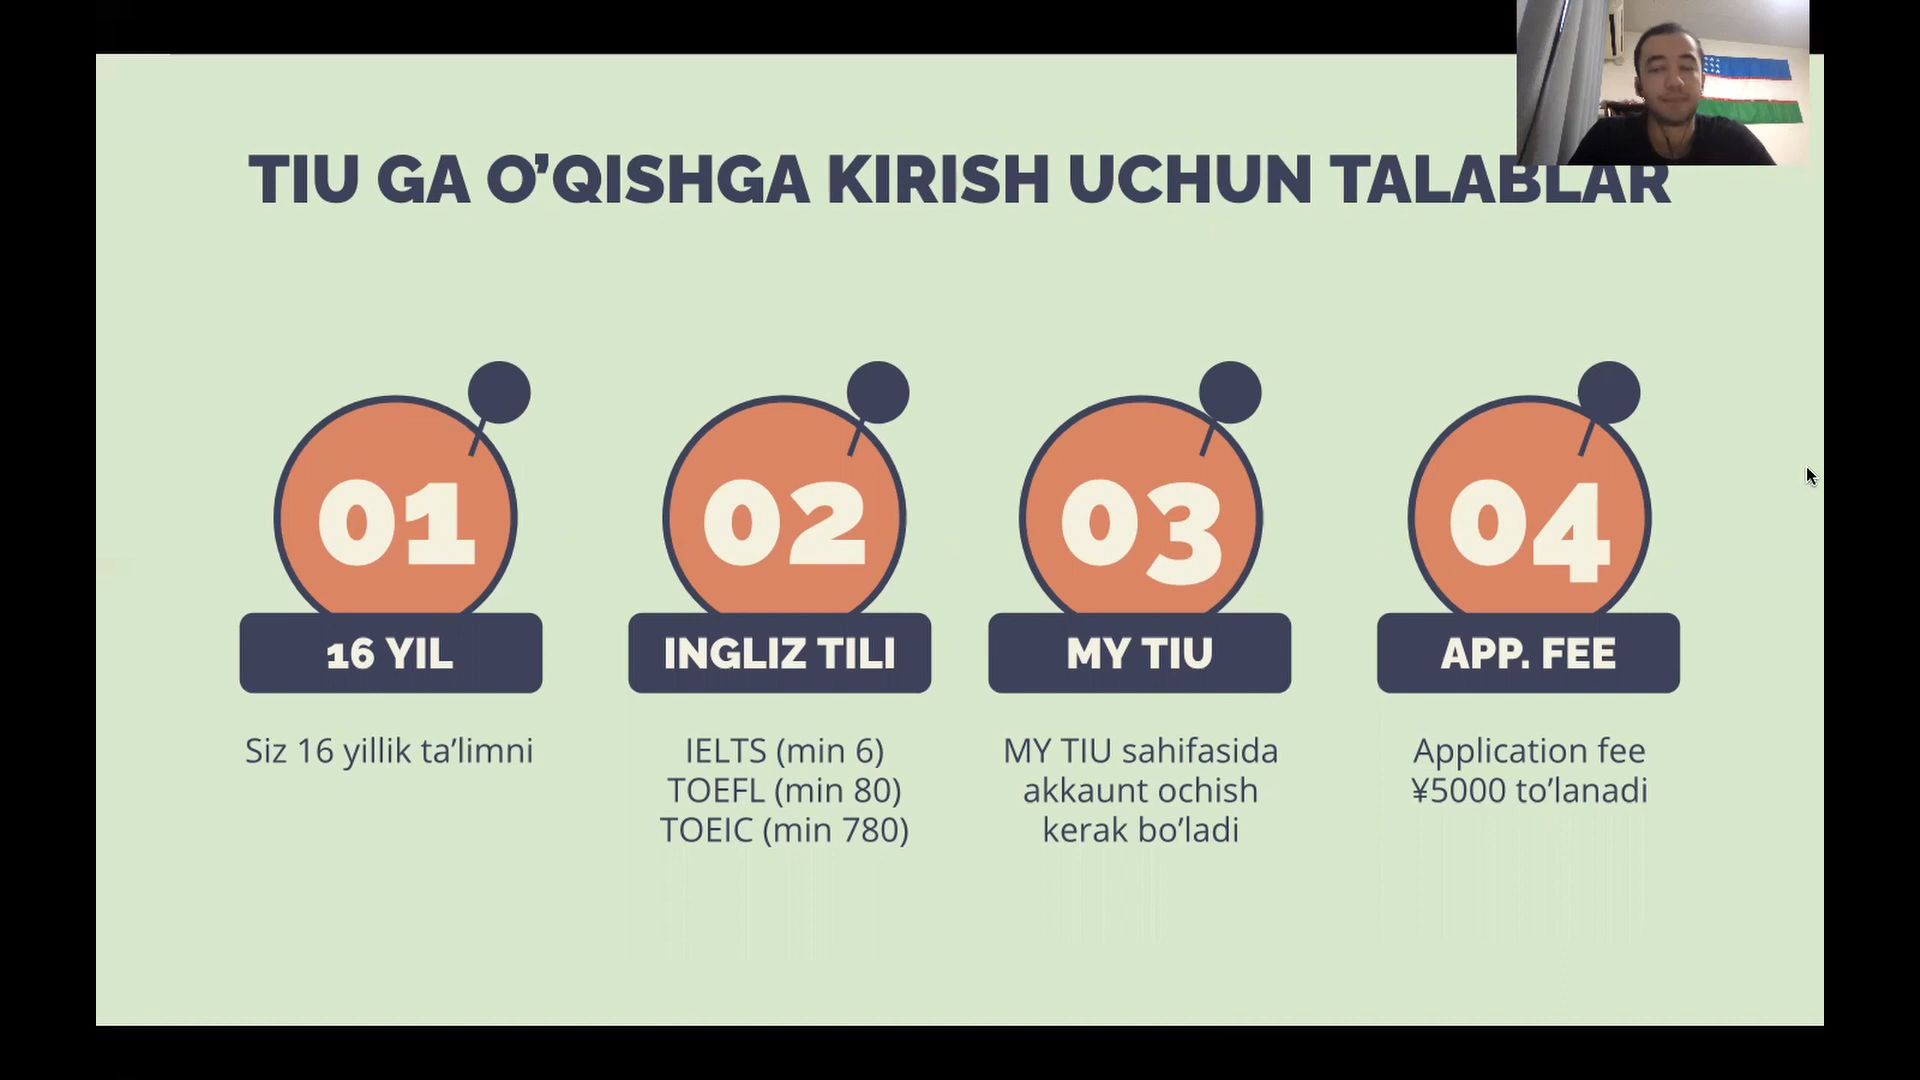 TIU GA O’QISHGA KIRISH UCHUN TALABLAR
01
16 YIL
Siz 16 yillik ta’limni
02
INGLIZ TILI
IELTS (min 6)
TOEFL (min 80)
TOEIC (min 780)
03
MY TIU
MY TIU sahifasida
akkaunt ochish
kerak bo’ladi
04
APP. FEE
Application fee
¥5000 to’lanadi